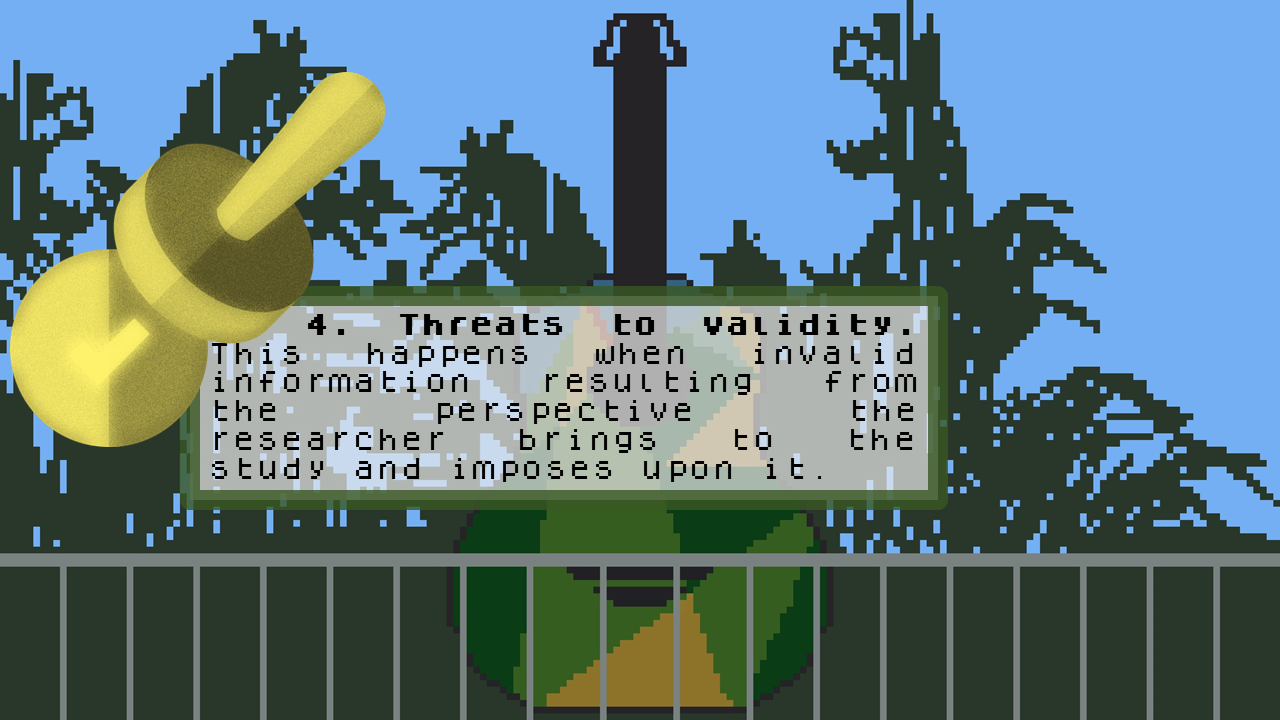 4. Threats to validity.
This happens when invalid
information resulting from
the perspective the
researcher brings to the
study and imposes upon it.